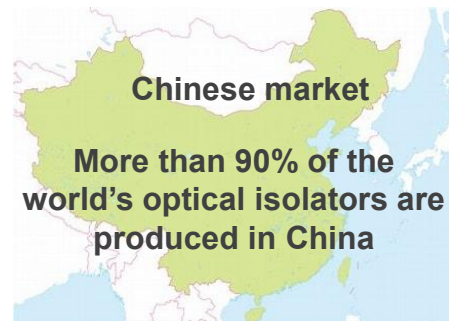 Chinese market
More than 90% of the
world’s optical isolators are
produced in China